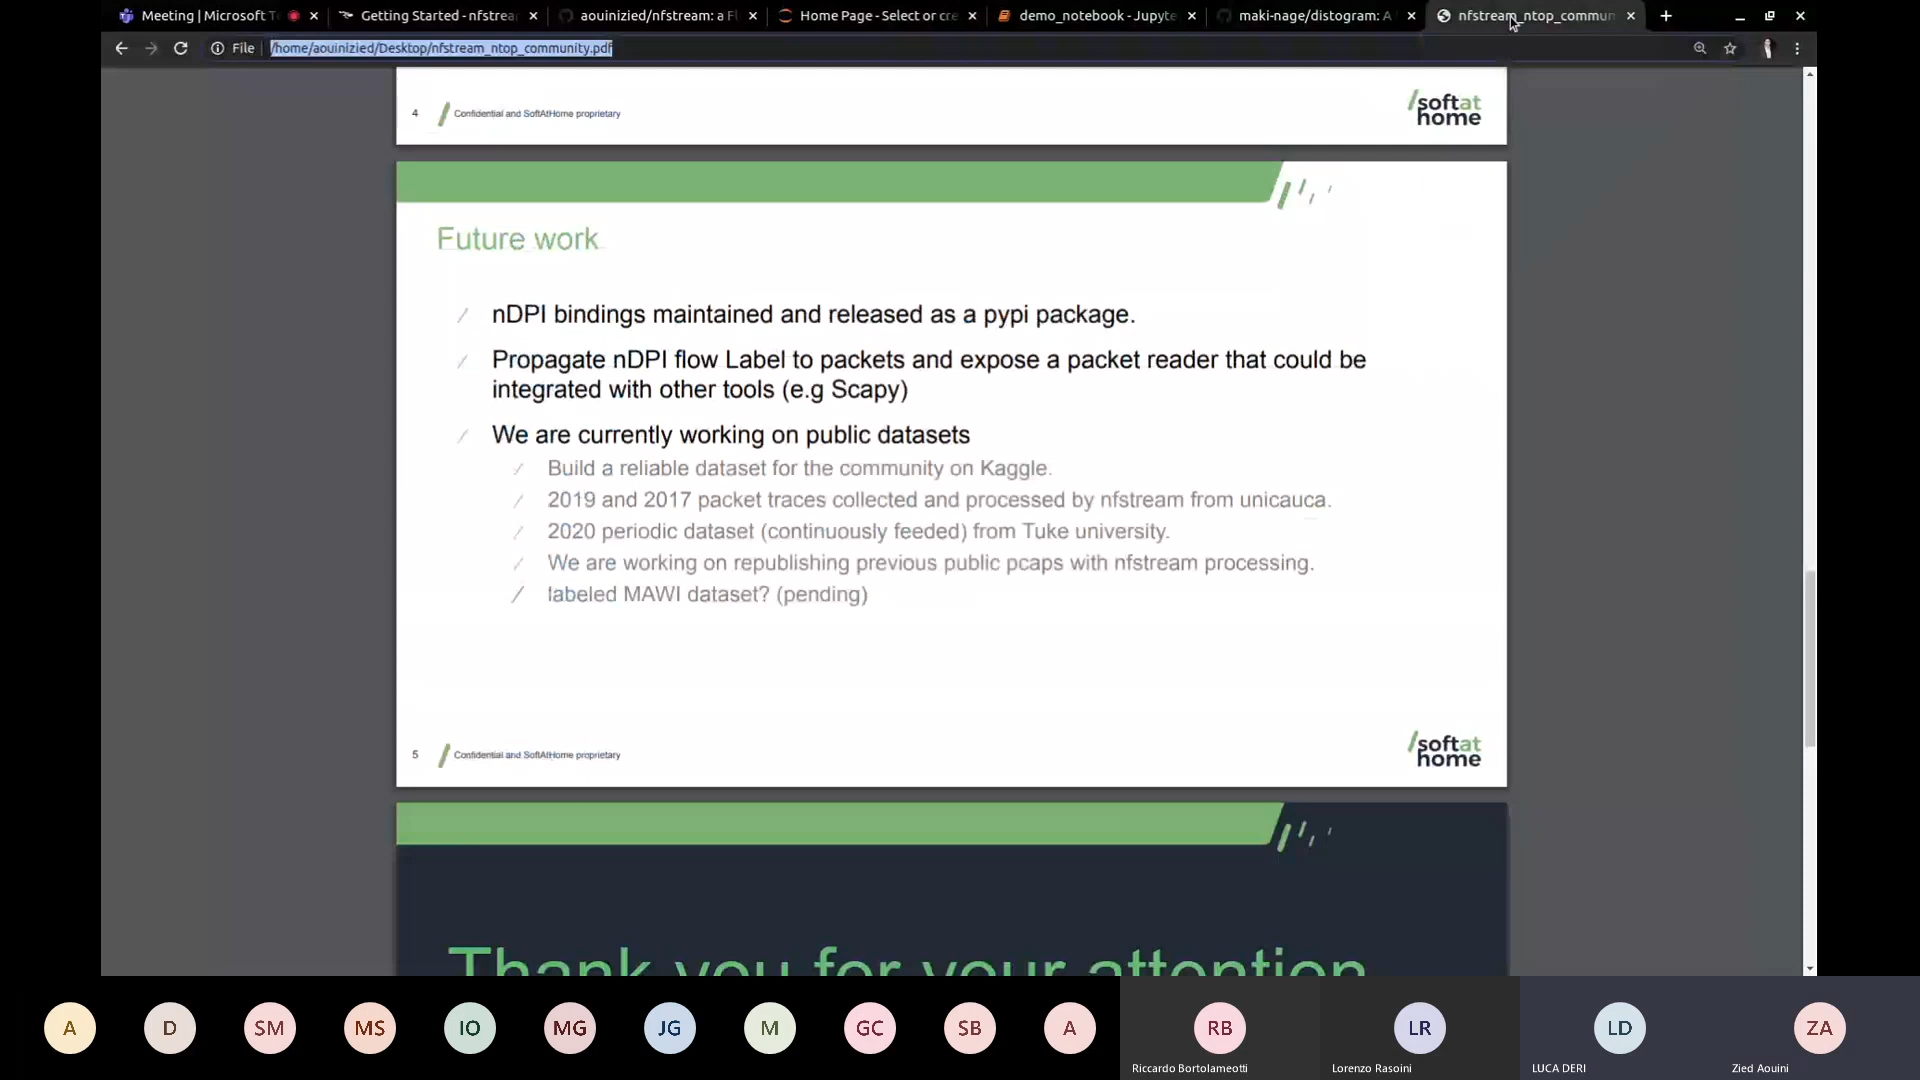 Meeting | Microsoft T
Getting Started - nfstrea
aouinizied/nfstream: a F
Home Page - Select or cre
demo_notebook - Jupyte
maki-nage/distogram: A
nfstream_ntop_commun
File
/home/aouinizied/Desktop/nfstream_ntop_community.pdf
4
Confidential and SoftAtHome proprietary
softat
home
Future work
nDPI bindings maintained and released as a pypi package.
Propagate nDPI flow Label to packets and expose a packet reader that could be
integrated with other tools (e.g Scapy)
We are currently working on public datasets
Build a reliable dataset for the community on Kaggle.
2019 and 2017 packet traces collected and processed by nfstream from unicauca.
2020 periodic dataset (continuously feeded) from Tuke university.
We are working on republishing previous public pcaps with nfstream processing.
labeled MAWI dataset? (pending)
5
Confidential and SoftAtHome proprietary
softat
home
Thank you for your attention
A
D
SM
MS
IO
MG
JG
M
GC
SB
A
RB
LR
LD
ZA
Riccardo Bortolameotti
Lorenzo Rasoini
LUCA DERI
Zied Aouini